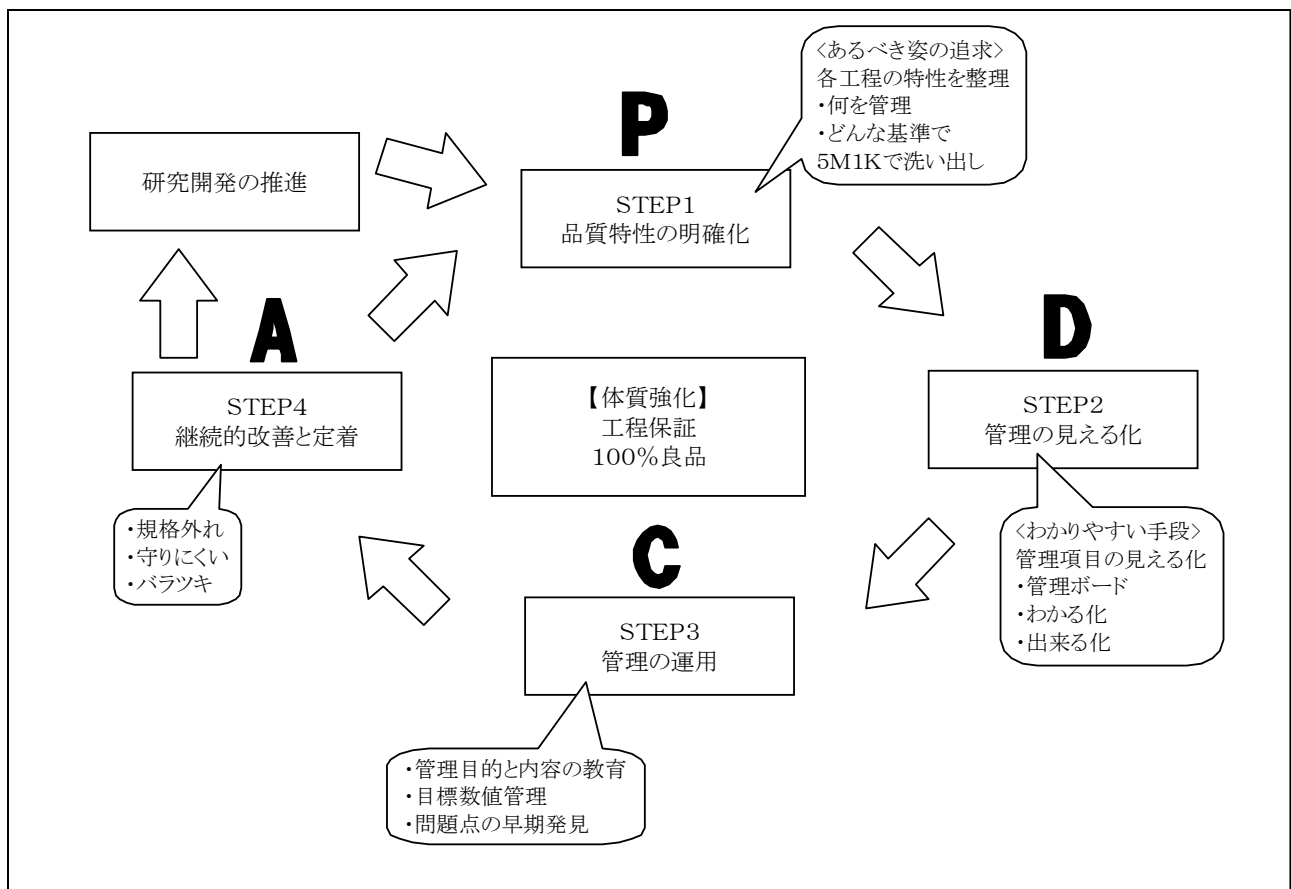 P
〈あるべき姿の追求〉
各工程の特性を整理
・何を管理
・どんな基準で
5M1Kで洗い出し
研究開発の推進
STEP1
品質特性の明確化
A
D
STEP4
継続的改善と定着
【体質強化】
工程保証
100％良品
STEP2
管理の見える化
・規格外れ
・守りにくい
・バラツキ
C
〈わかりやすい手段〉
管理項目の見える化
・管理ボード
・わかる化
・出来る化
STEP3
管理の運用
・管理目的と内容の教育
・目標数値管理
・問題点の早期発見